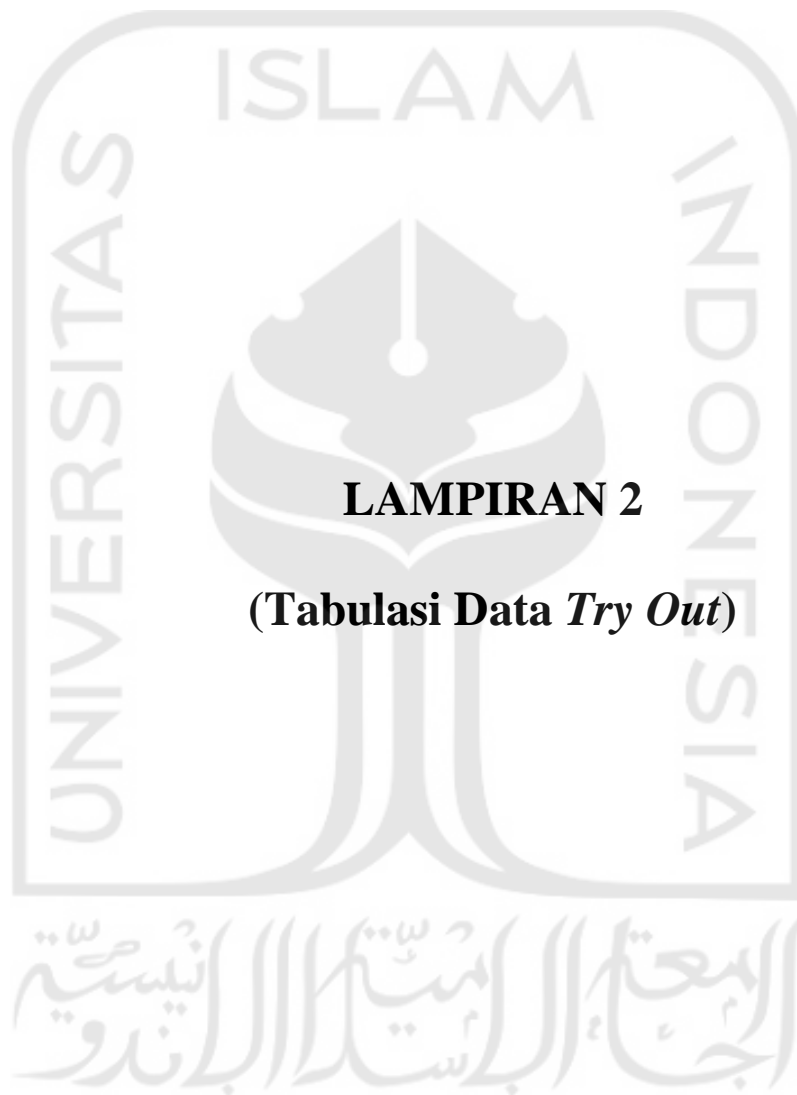 ISLAM
UNIVERSITAS
INDONESIA
LAMPIRAN 2
(Tabulasi Data Try Out)